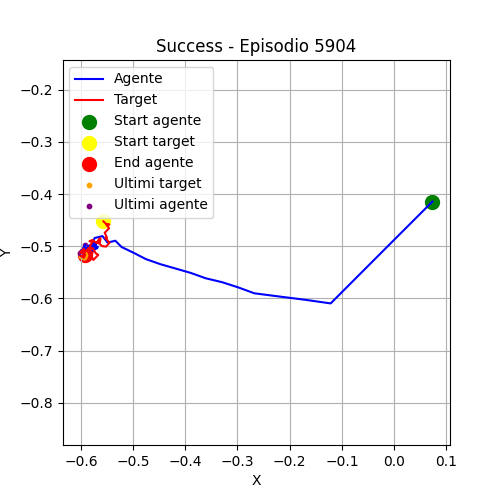 Success - Episodio 5904
Agente
Target
Start agente
Start target
End agente
Ultimi target
Ultimi agente
−0.2
−0.3
−0.4
−0.5
−0.6
−0.7
−0.8
Y
−0.6 −0.5 −0.4 −0.3 −0.2 −0.1 0.0 0.1
X